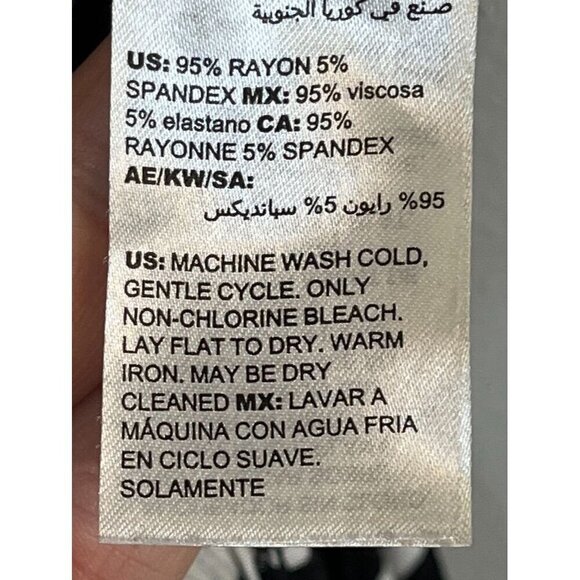 صنع في كوريا الجنوبية
US: 95% RAYON 5%
SPANDEX MX: 95% viscosa
5% elastano CA: 95%
RAYONNE 5% SPANDEX
AE/KW/SA:
95% رايون 5% سباندیکس
US: MACHINE WASH COLD,
GENTLE CYCLE. ONLY
NON-CHLORINE BLEACH.
LAY FLAT TO DRY. WARM
IRON. MAY BE DRY
CLEANED MX: LAVAR A
MÁQUINA CON AGUA FRIA
EN CICLO SUAVE.
SOLAMENTE